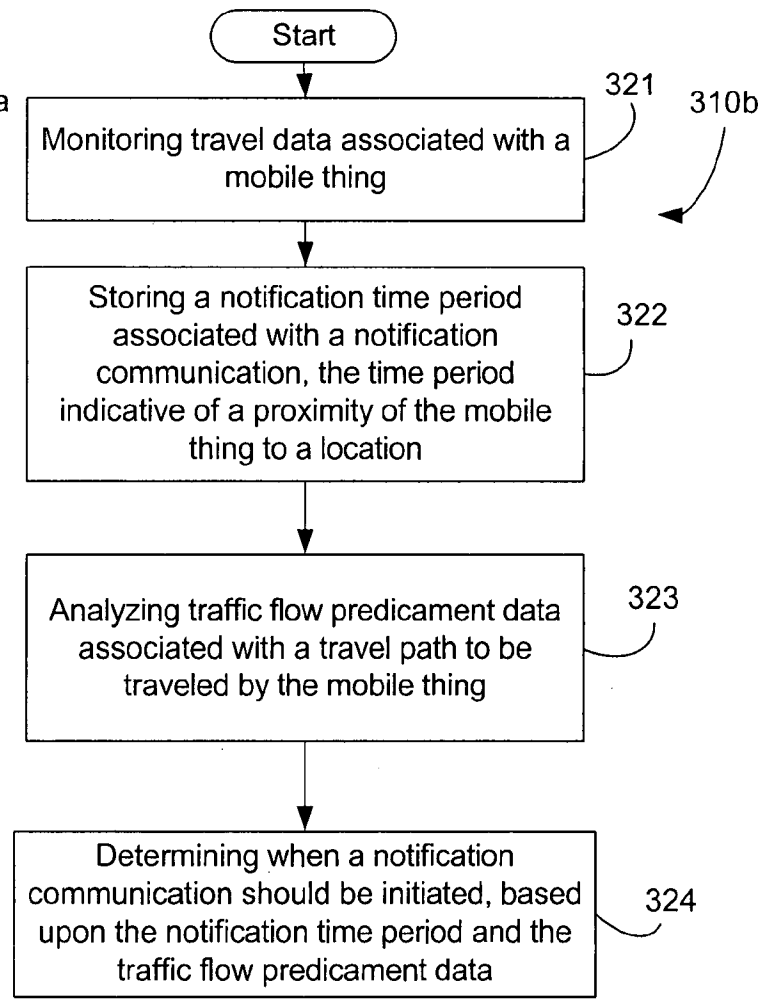 Start
a
321
310b
Monitoring travel data associated with a
mobile thing
Storing a notification time period
associated with a notification
communication, the time period
indicative of a proximity of the mobile
thing to a location
322
Analyzing traffic flow predicament data
associated with a travel path to be
traveled by the mobile thing
323
Determining when a notification
communication should be initiated, based
upon the notification time period and the
traffic flow predicament data
324